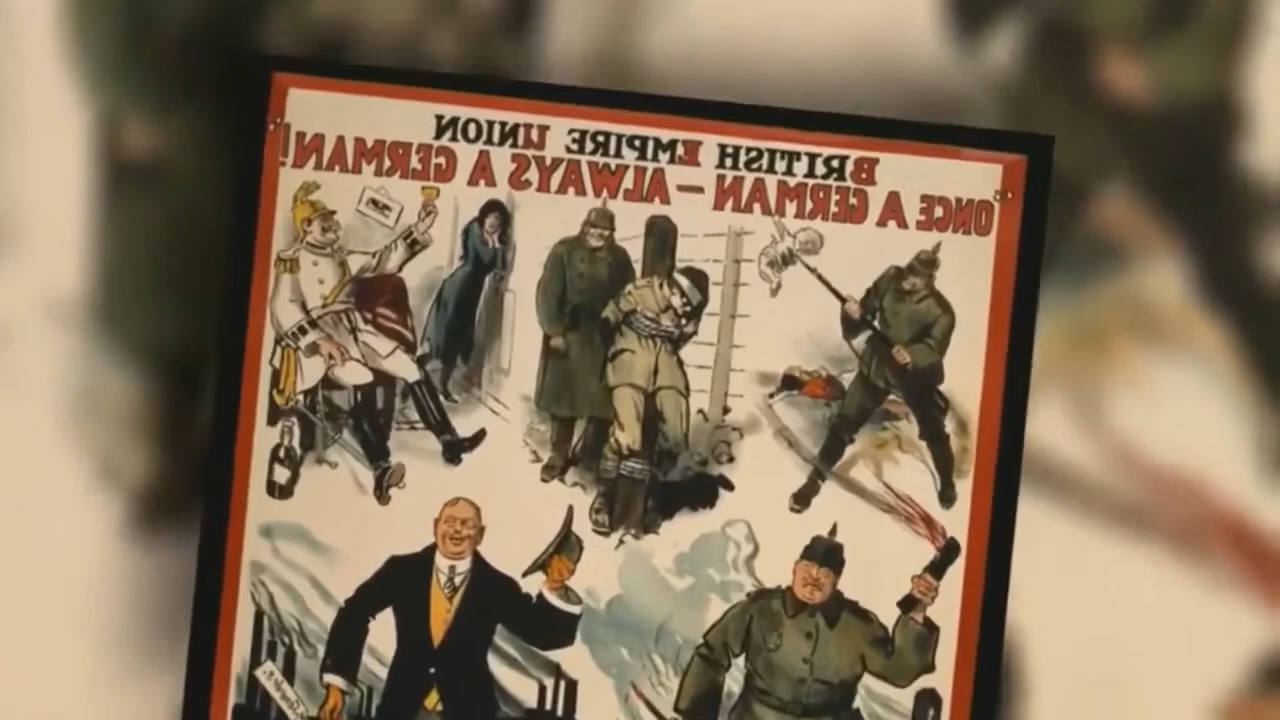 BRITISH EMPIRE UNION
"ONCE A GERMAN — ALWAYS A GERMAN!"